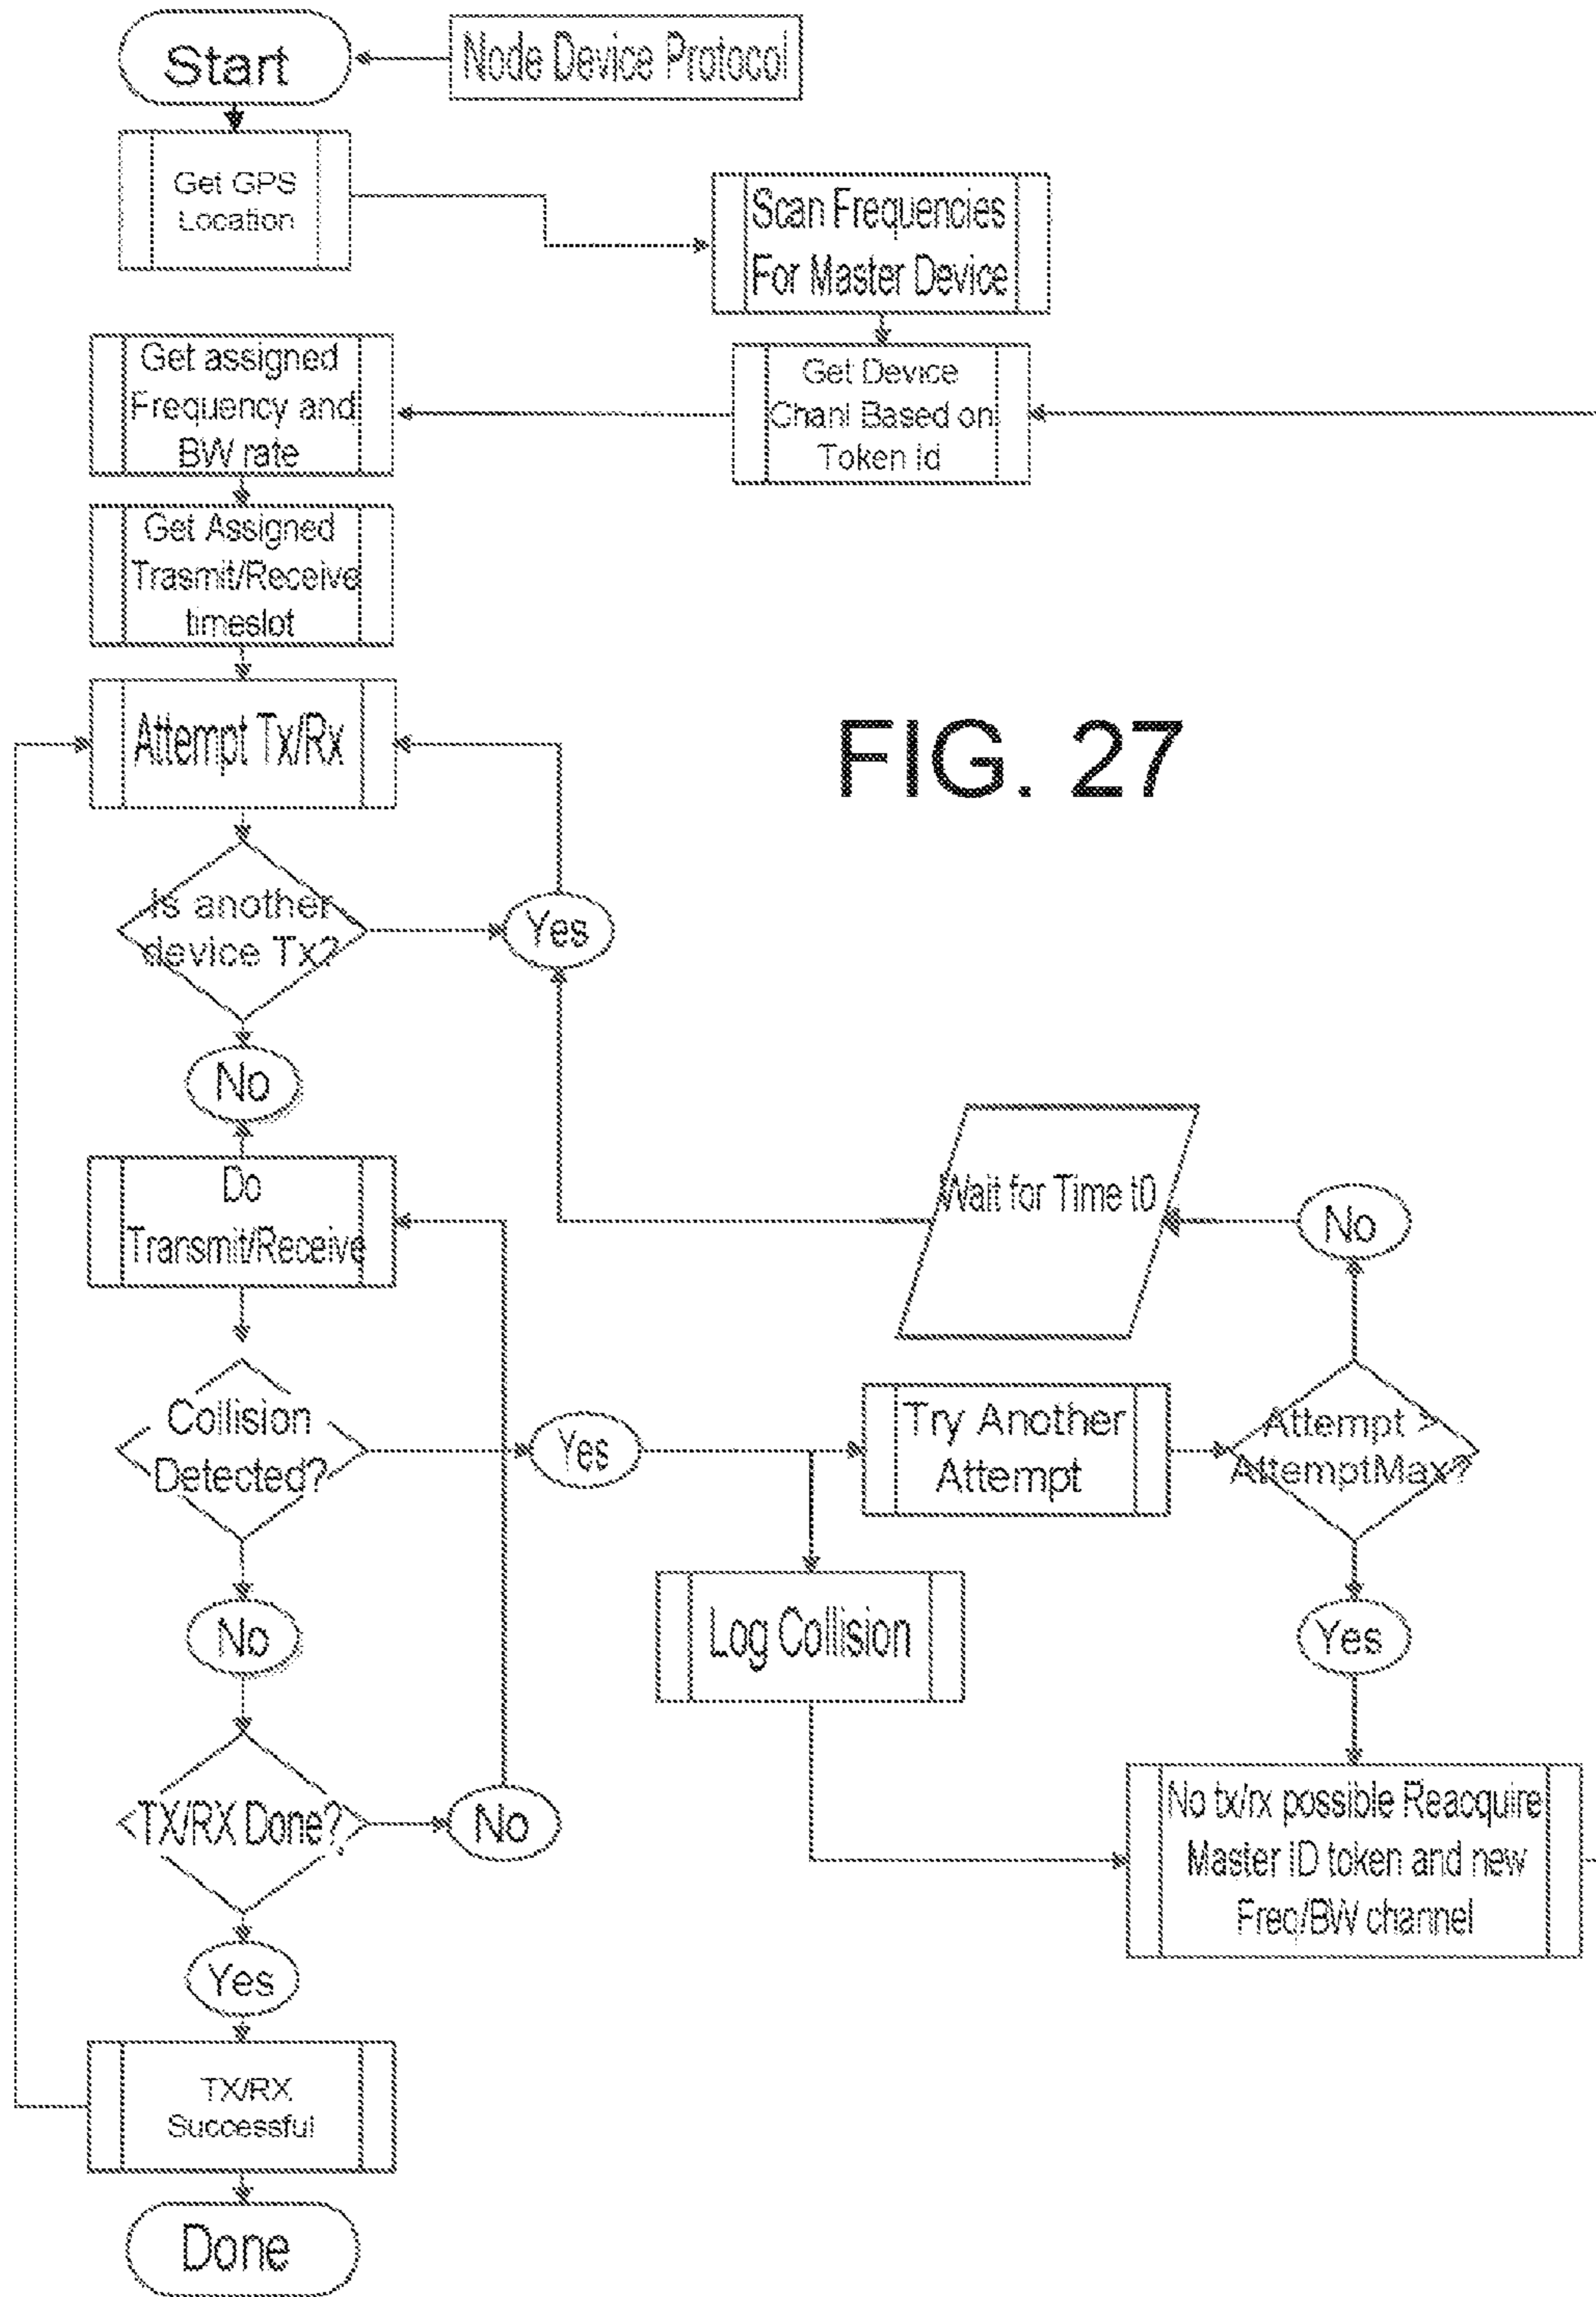 Start
Node Device Protocol
Get GPS
Location
Scan Frequencies
For Master Device
Get assigned
Frequency and
BW rate
Get Device
Chanl Based on
Token id
Get Assigned
Trasmit/Receive
timeslot
Attempt Tx/Rx
FIG. 27
Is another
device Tx?
Yes
No
Do
Transmit/Receive
Wait for Time t0
No
Collision
Detected?
Yes
Try Another
Attempt
Attempt >
AttemptMax?
No
Log Collision
Yes
TX/RX Done?
No
No tx/rx possible Reacquire
Master ID token and new
Freq/BW channel
Yes
TX/RX
Successful
Done